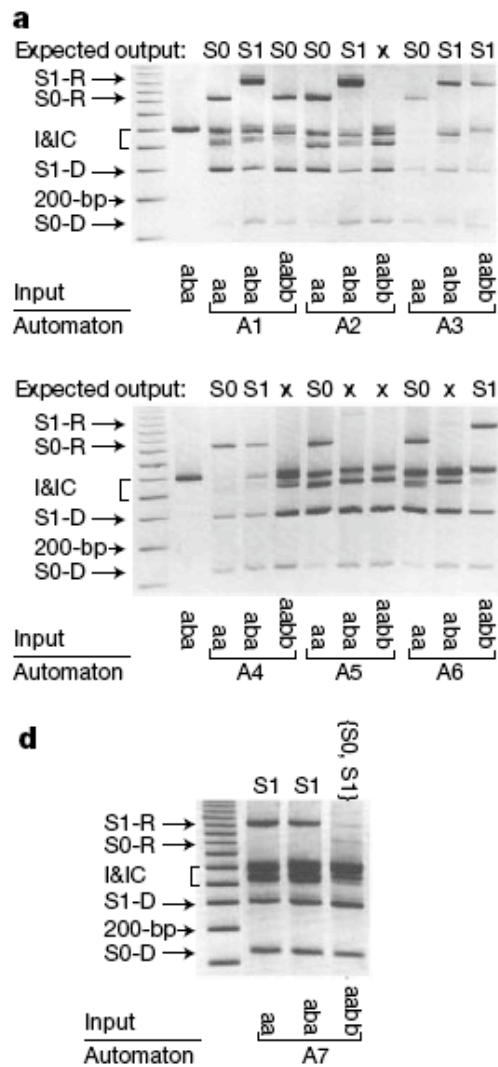 a
Expected output: S0 S1 S0 S0 S1 x S0 S1 S1
S1-R
S0-R
I&IC
S1-D
200-bp
S0-D
Input aba aa aba aabb aa aba aabb aa aba aabb
Automaton A1 A2 A3
Expected output: S0 S1 x S0 x x S0 x S1
S1-R
S0-R
I&IC
S1-D
200-bp
S0-D
Input aba aa aba aabb aa aba aabb aa aba aabb
Automaton A4 A5 A6
d
S1 S1 {S0, S1}
S1-R
S0-R
I&IC
S1-D
200-bp
S0-D
Input aa aba aabb
Automaton A7